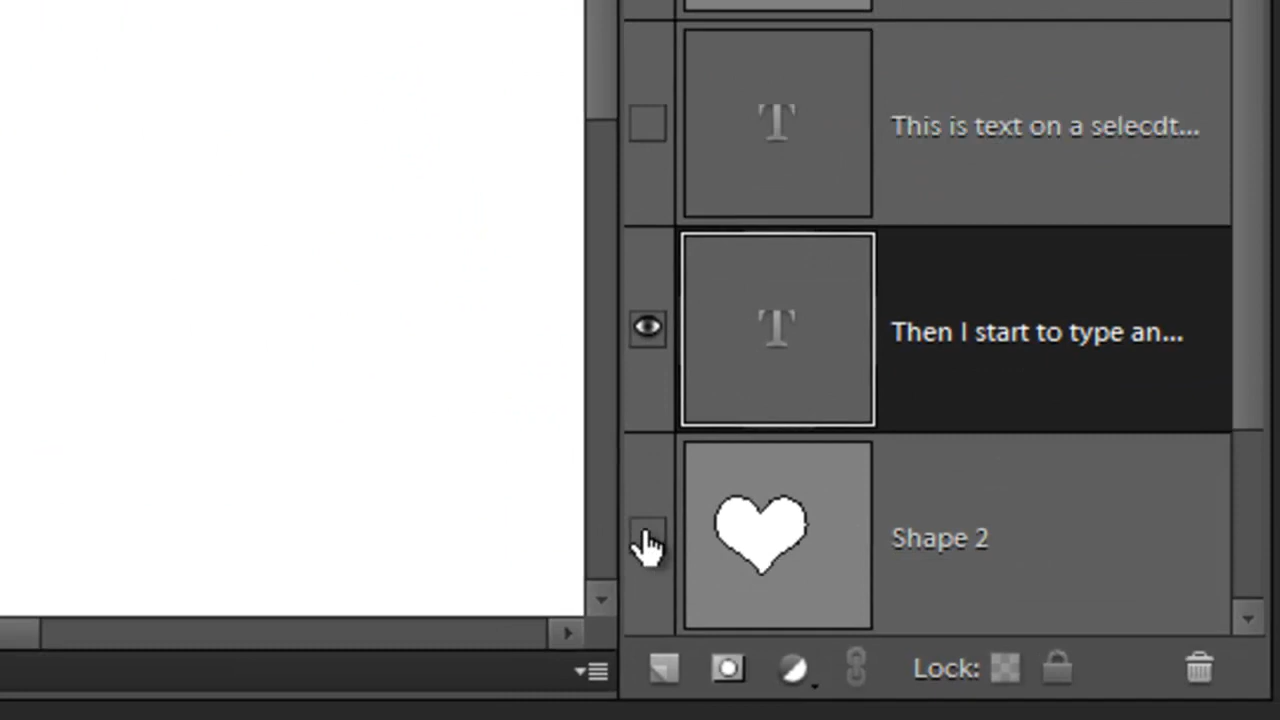 This is text on a selecdt...
Then I start to type an...
Shape 2
Lock: